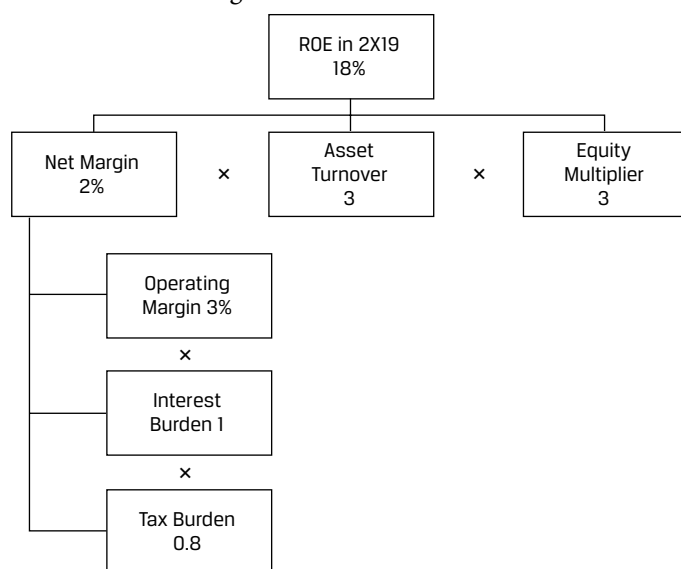 ROE in 2X19
18%
Net Margin
2%
×
Asset
Turnover
3
×
Equity
Multiplier
3
Operating
Margin 3%
×
Interest
Burden 1
×
Tax Burden
0.8